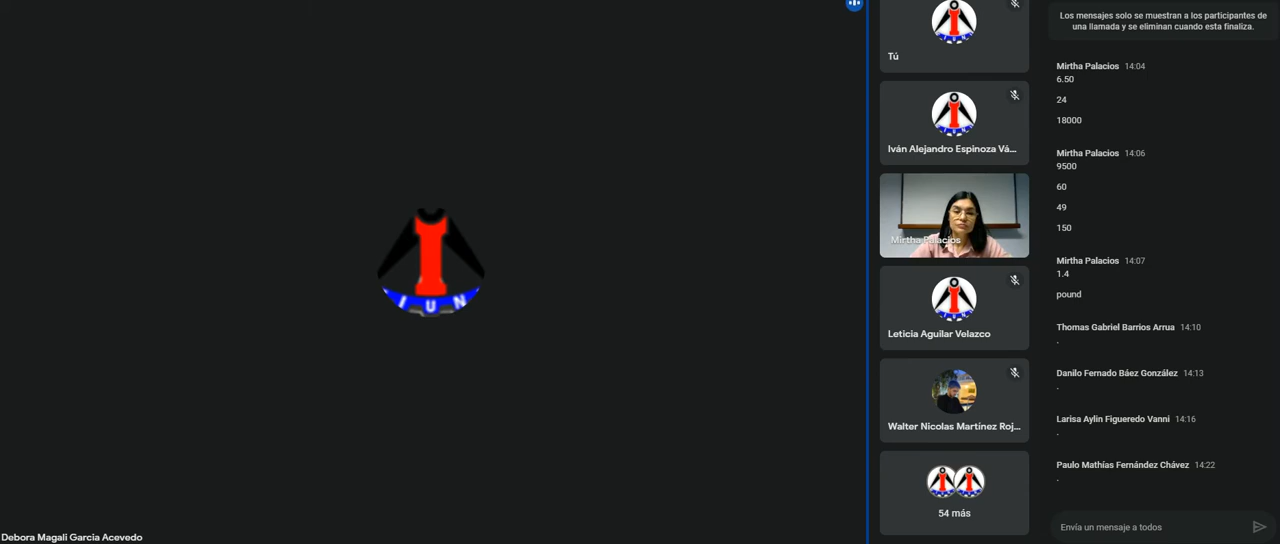 Debora Magali Garcia Acevedo
Tú
Iván Alejandro Espinoza Vá...
Mirtha Palacios
Leticia Aguilar Velazco
Walter Nicolas Martínez Roj...
54 más
I U N
Los mensajes solo se muestran a los participantes de
una llamada y se eliminan cuando esta finaliza.
Mirtha Palacios 14:04
6.50
24
18000
Mirtha Palacios 14:06
9500
60
49
150
Mirtha Palacios 14:07
1.4
pound
Thomas Gabriel Barrios Arrua 14:10
.
Danilo Fernado Báez González 14:13
.
Larisa Aylin Figueredo Vanni 14:16
.
Paulo Mathías Fernández Chávez 14:22
.
Envía un mensaje a todos